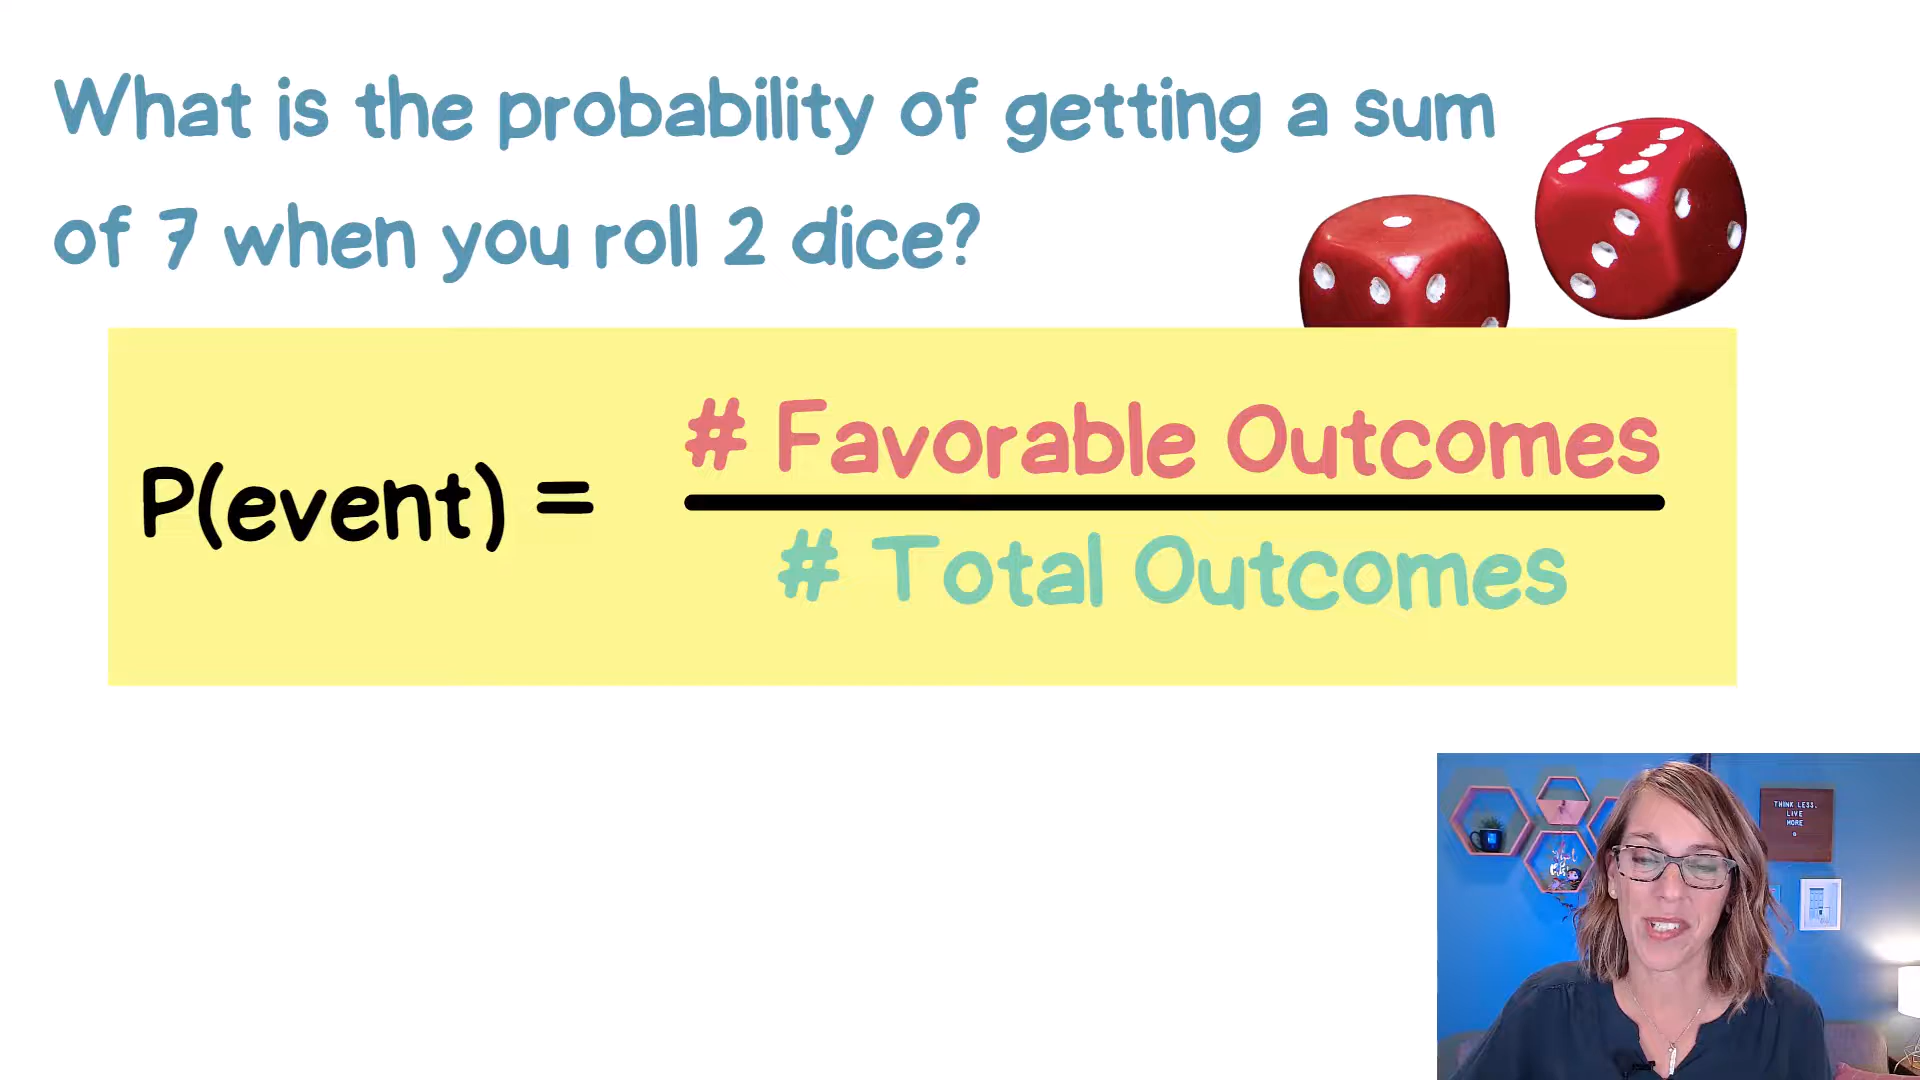 What is the probability of getting a sum
of 7 when you roll 2 dice?
# Favorable Outcomes
P(event) =
# Total Outcomes
THINK LESS.
LIVE
MORE